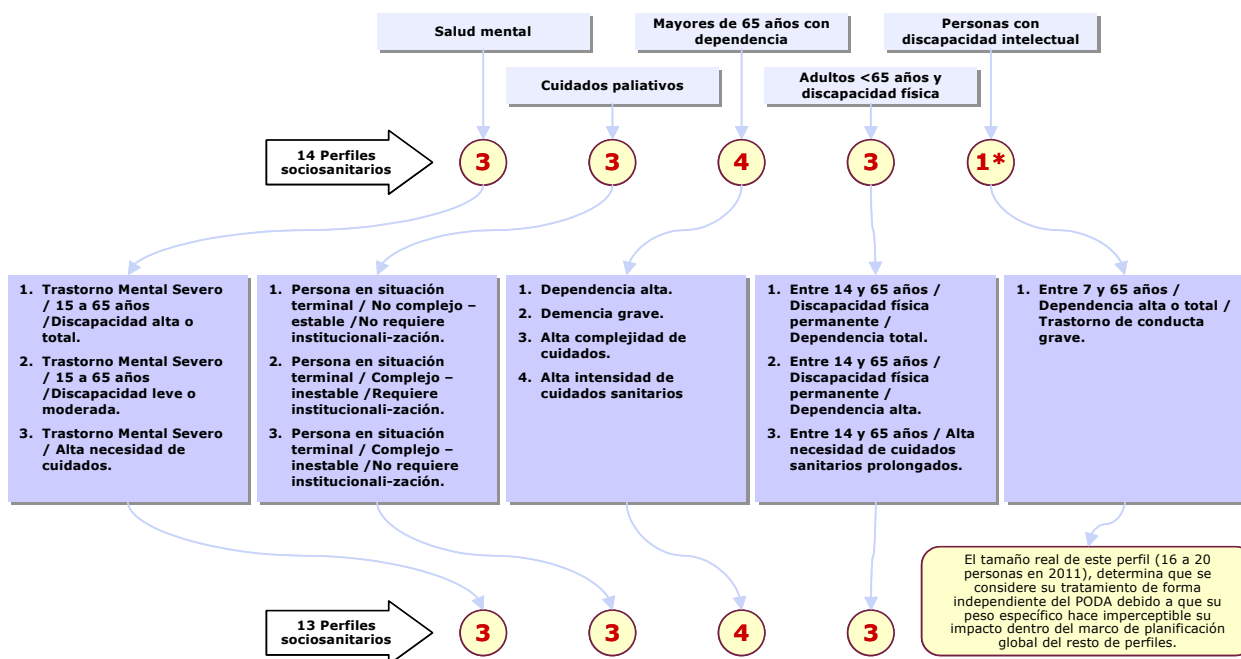 Salud mental
Mayores de 65 años con
dependencia
Personas con
discapacidad intelectual
Cuidados paliativos
Adultos <65 años y
discapacidad física
14 Perfiles
sociosanitarios
3
3
4
3
1*
1. Trastorno Mental Severo
/ 15 a 65 años
/Discapacidad alta o
total.
2. Trastorno Mental Severo
/ 15 a 65 años
/Discapacidad leve o
moderada.
3. Trastorno Mental Severo
/ Alta necesidad de
cuidados.
1. Persona en situación
terminal / No complejo –
estable /No requiere
institucionali-zación.
2. Persona en situación
terminal / Complejo –
inestable /Requiere
institucionali-zación.
3. Persona en situación
terminal / Complejo –
inestable /No requiere
institucionali-zación.
1. Dependencia alta.
2. Demencia grave.
3. Alta complejidad de
cuidados.
4. Alta intensidad de
cuidados sanitarios
1. Entre 14 y 65 años /
Discapacidad física
permanente /
Dependencia total.
2. Entre 14 y 65 años /
Discapacidad física
permanente /
Dependencia alta.
3. Entre 14 y 65 años / Alta
necesidad de cuidados
sanitarios prolongados.
1. Entre 7 y 65 años /
Dependencia alta o total /
Trastorno de conducta
grave.
El tamaño real de este perfil (16 a 20
personas en 2011), determina que se
considere su tratamiento de forma
independiente del PODA debido a que su
peso específico hace imperceptible su
impacto dentro del marco de planificación
global del resto de perfiles.
13 Perfiles
sociosanitarios
3
3
4
3